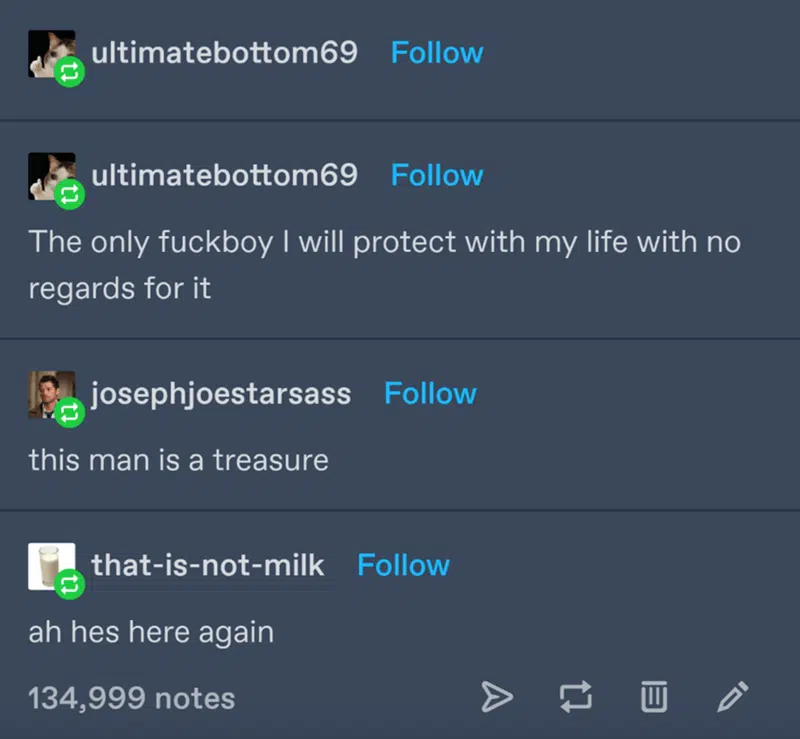 ultimatebottom69 Follow
ultimatebottom69 Follow
The only fuckboy I will protect with my life with no
regards for it
josephjoestarsass Follow
this man is a treasure
that-is-not-milk Follow
ah hes here again
134,999 notes